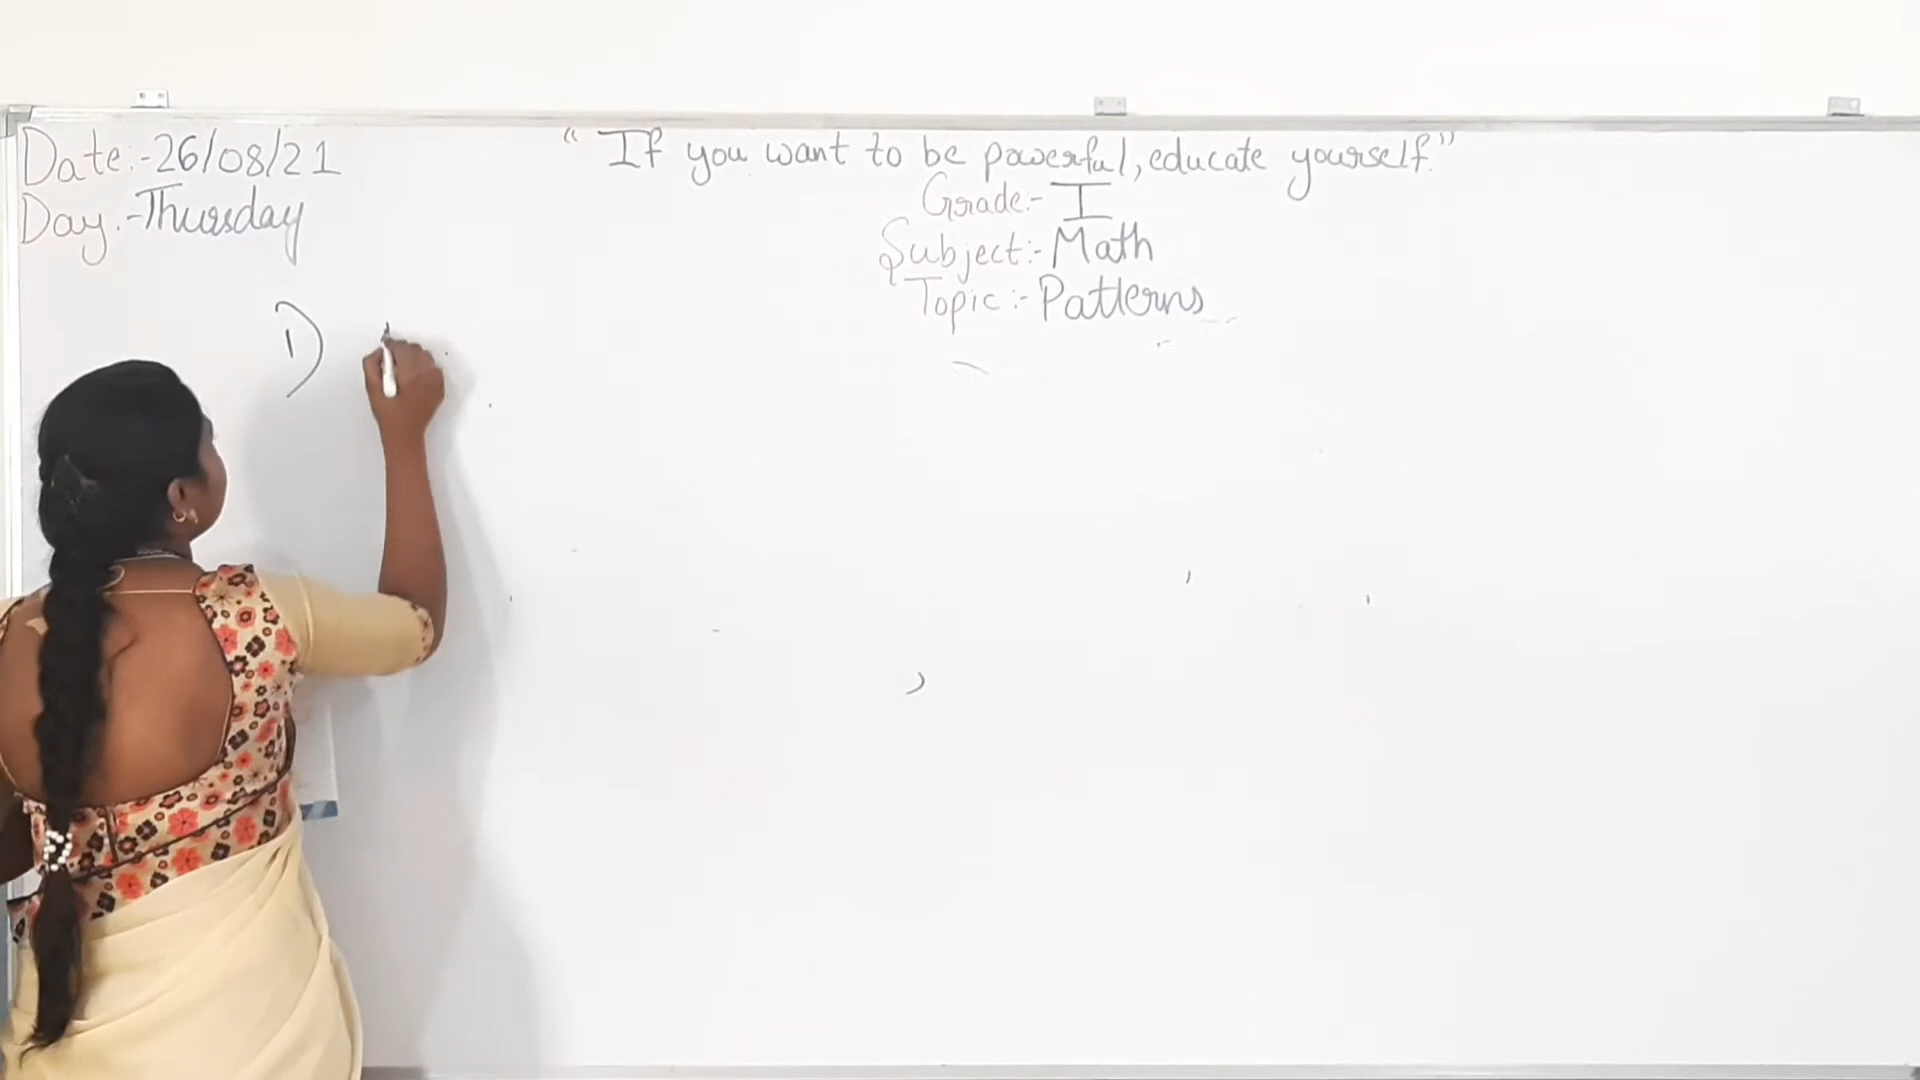 Date:-26/08/21
Day:-Thursday
"If you want to be powerful, educate yourself."
Grade:- I
Subject:- Math
Topic:- Patterns
1)